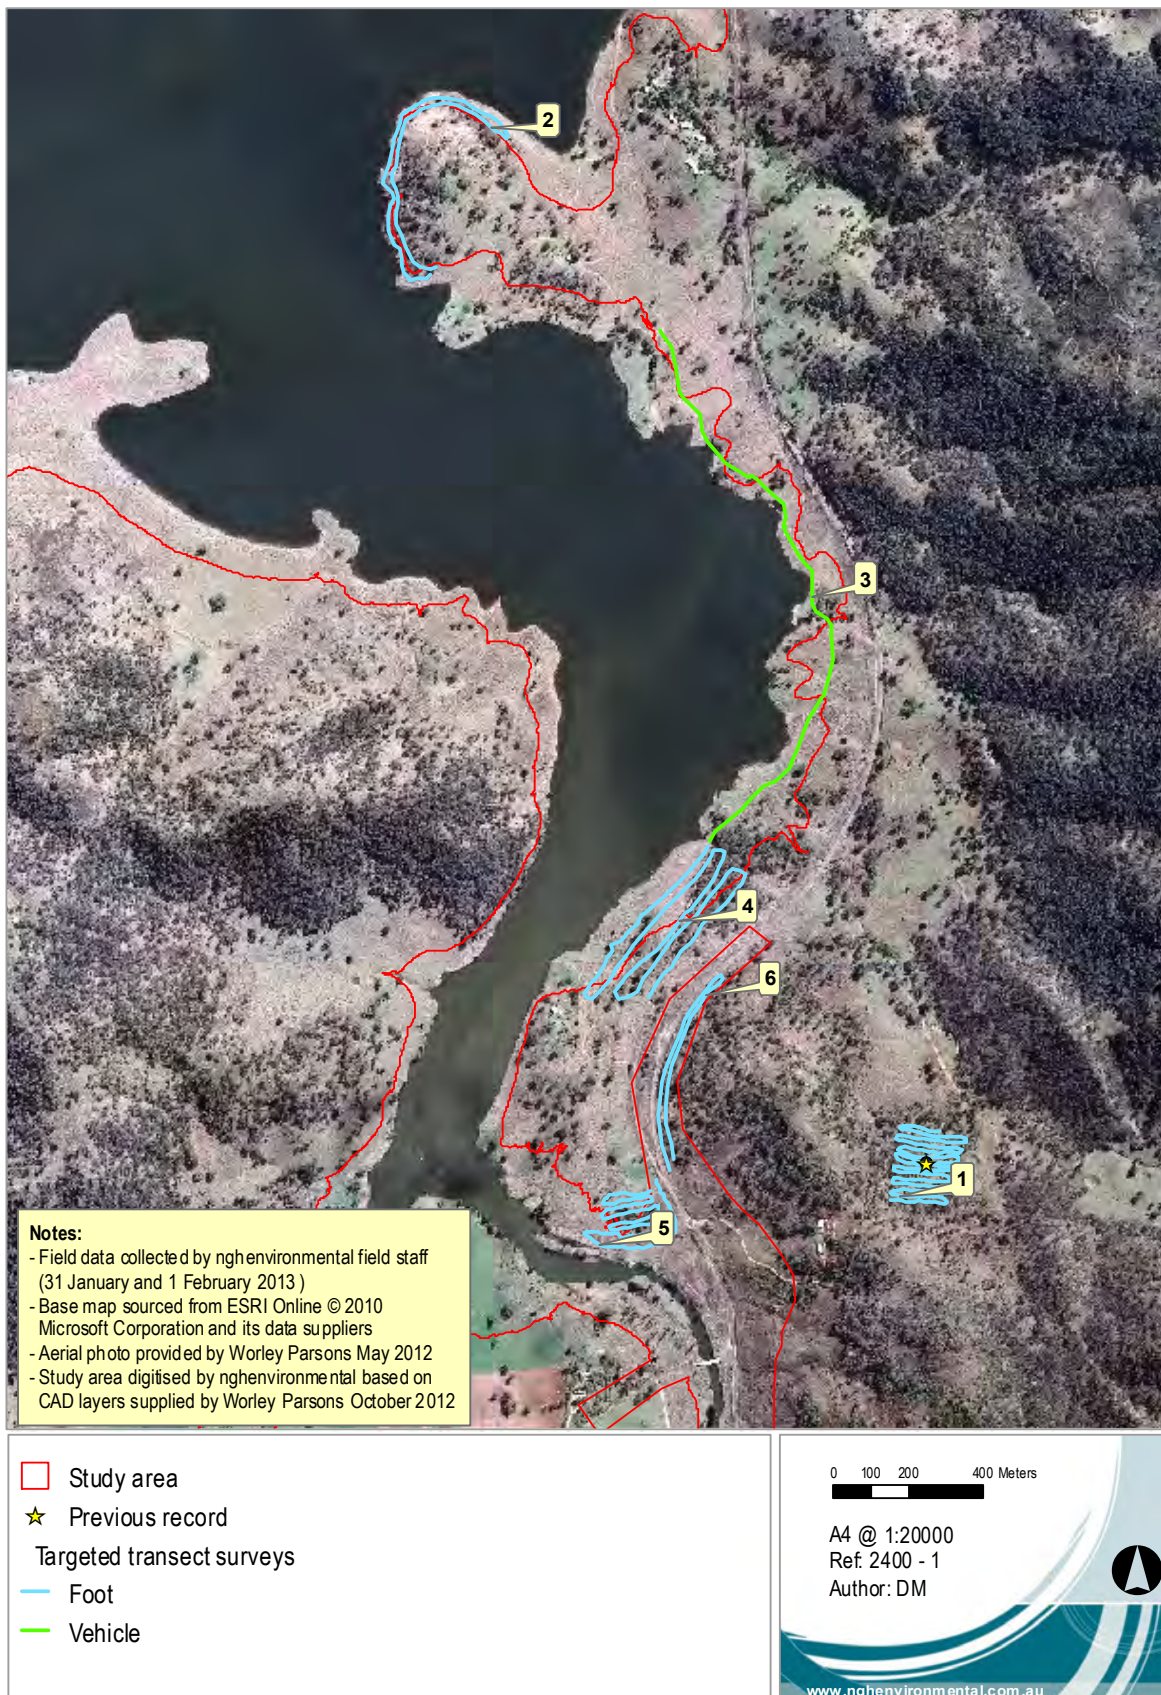 2
3
4
6
1
5
Notes:
- Field data collected by nghenvironmental field staff
(31 January and 1 February 2013 )
- Base map sourced from ESRI Online © 2010
Microsoft Corporation and its data suppliers
- Aerial photo provided by Worley Parsons May 2012
- Study area digitised by nghenvironmental based on
CAD layers supplied by Worley Parsons October 2012
Study area
Previous record
Targeted transect surveys
Foot
Vehicle
0 100 200 400 Meters
A4 @ 1:20000
Ref: 2400 - 1
Author: DM
www.nghenvironmental.com.au